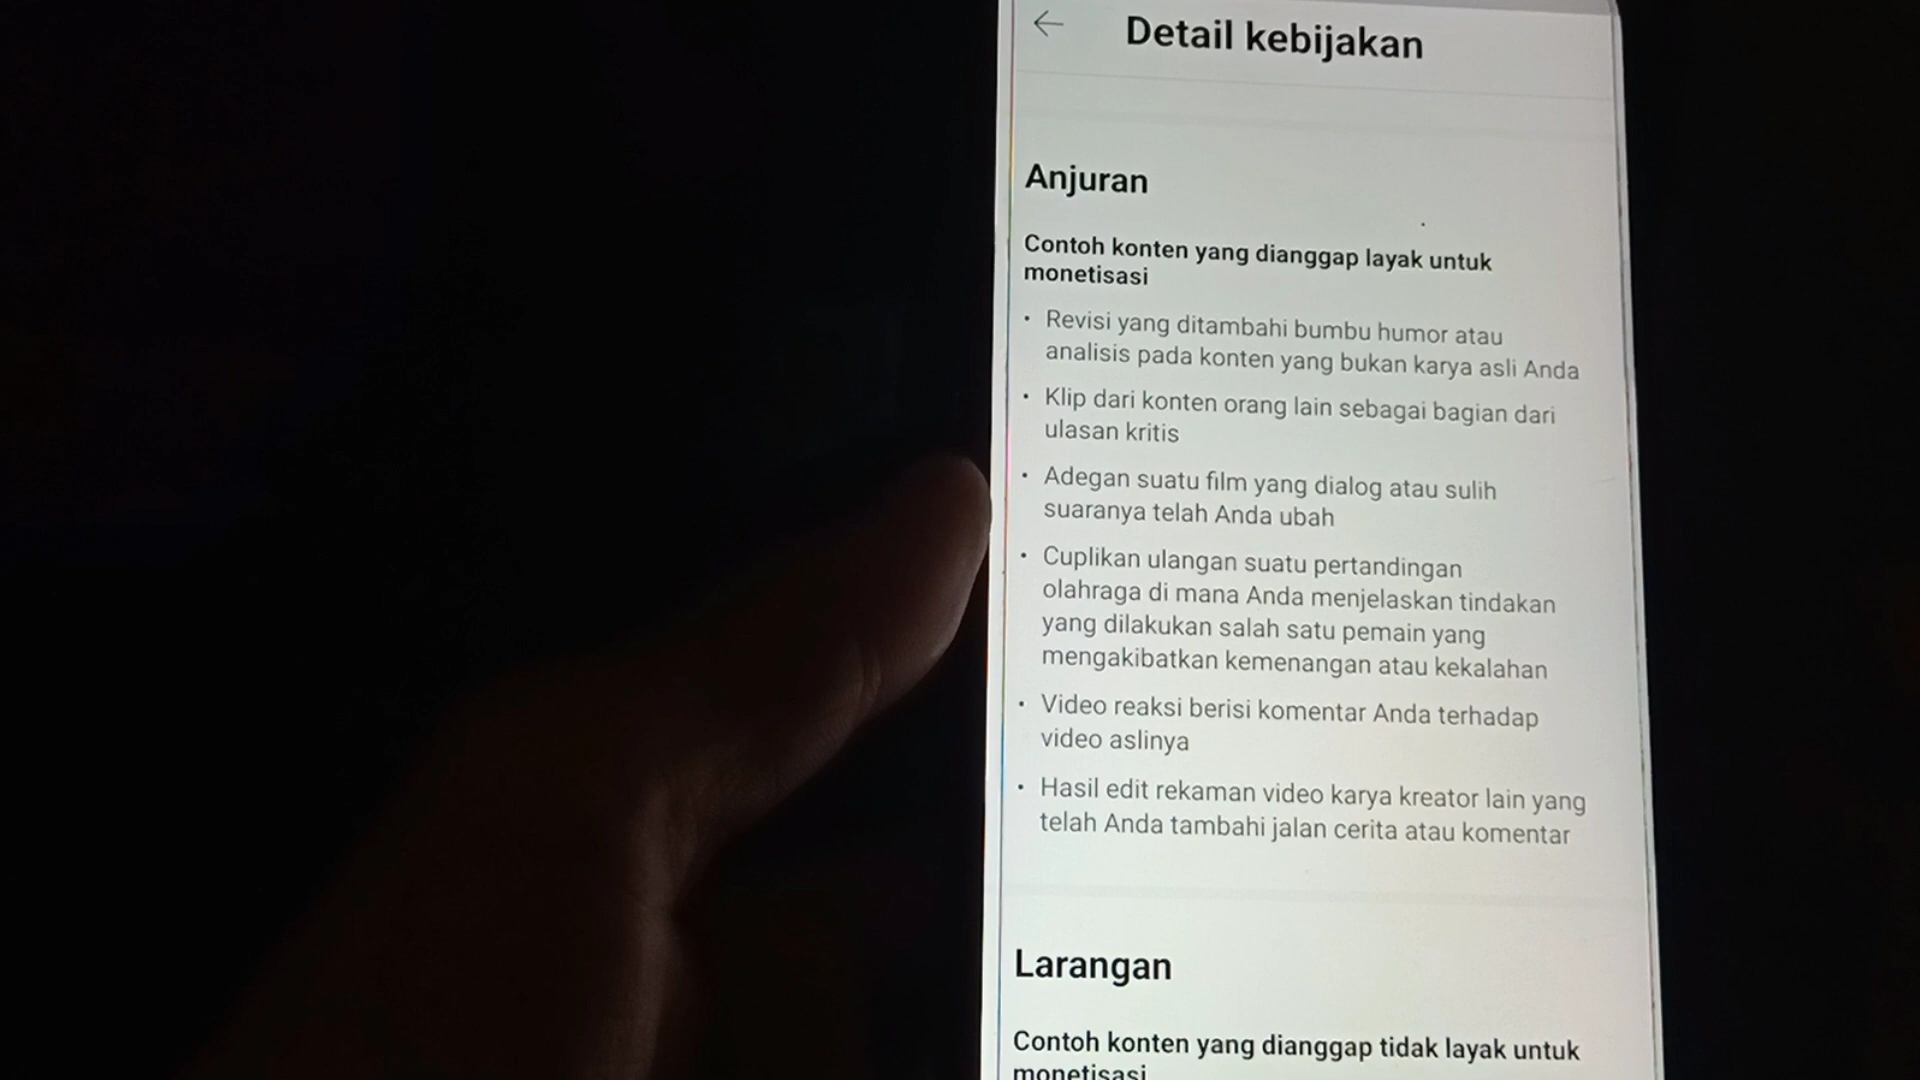 Detail kebijakan
Anjuran
Contoh konten yang dianggap layak untuk
monetisasi
• Revisi yang ditambahi bumbu humor atau
analisis pada konten yang bukan karya asli Anda
• Klip dari konten orang lain sebagai bagian dari
ulasan kritis
• Adegan suatu film yang dialog atau sulih
suaranya telah Anda ubah
• Cuplikan ulangan suatu pertandingan
olahraga di mana Anda menjelaskan tindakan
yang dilakukan salah satu pemain yang
mengakibatkan kemenangan atau kekalahan
• Video reaksi berisi komentar Anda terhadap
video aslinya
• Hasil edit rekaman video karya kreator lain yang
telah Anda tambahi jalan cerita atau komentar
Larangan
Contoh konten yang dianggap tidak layak untuk
monetisasi